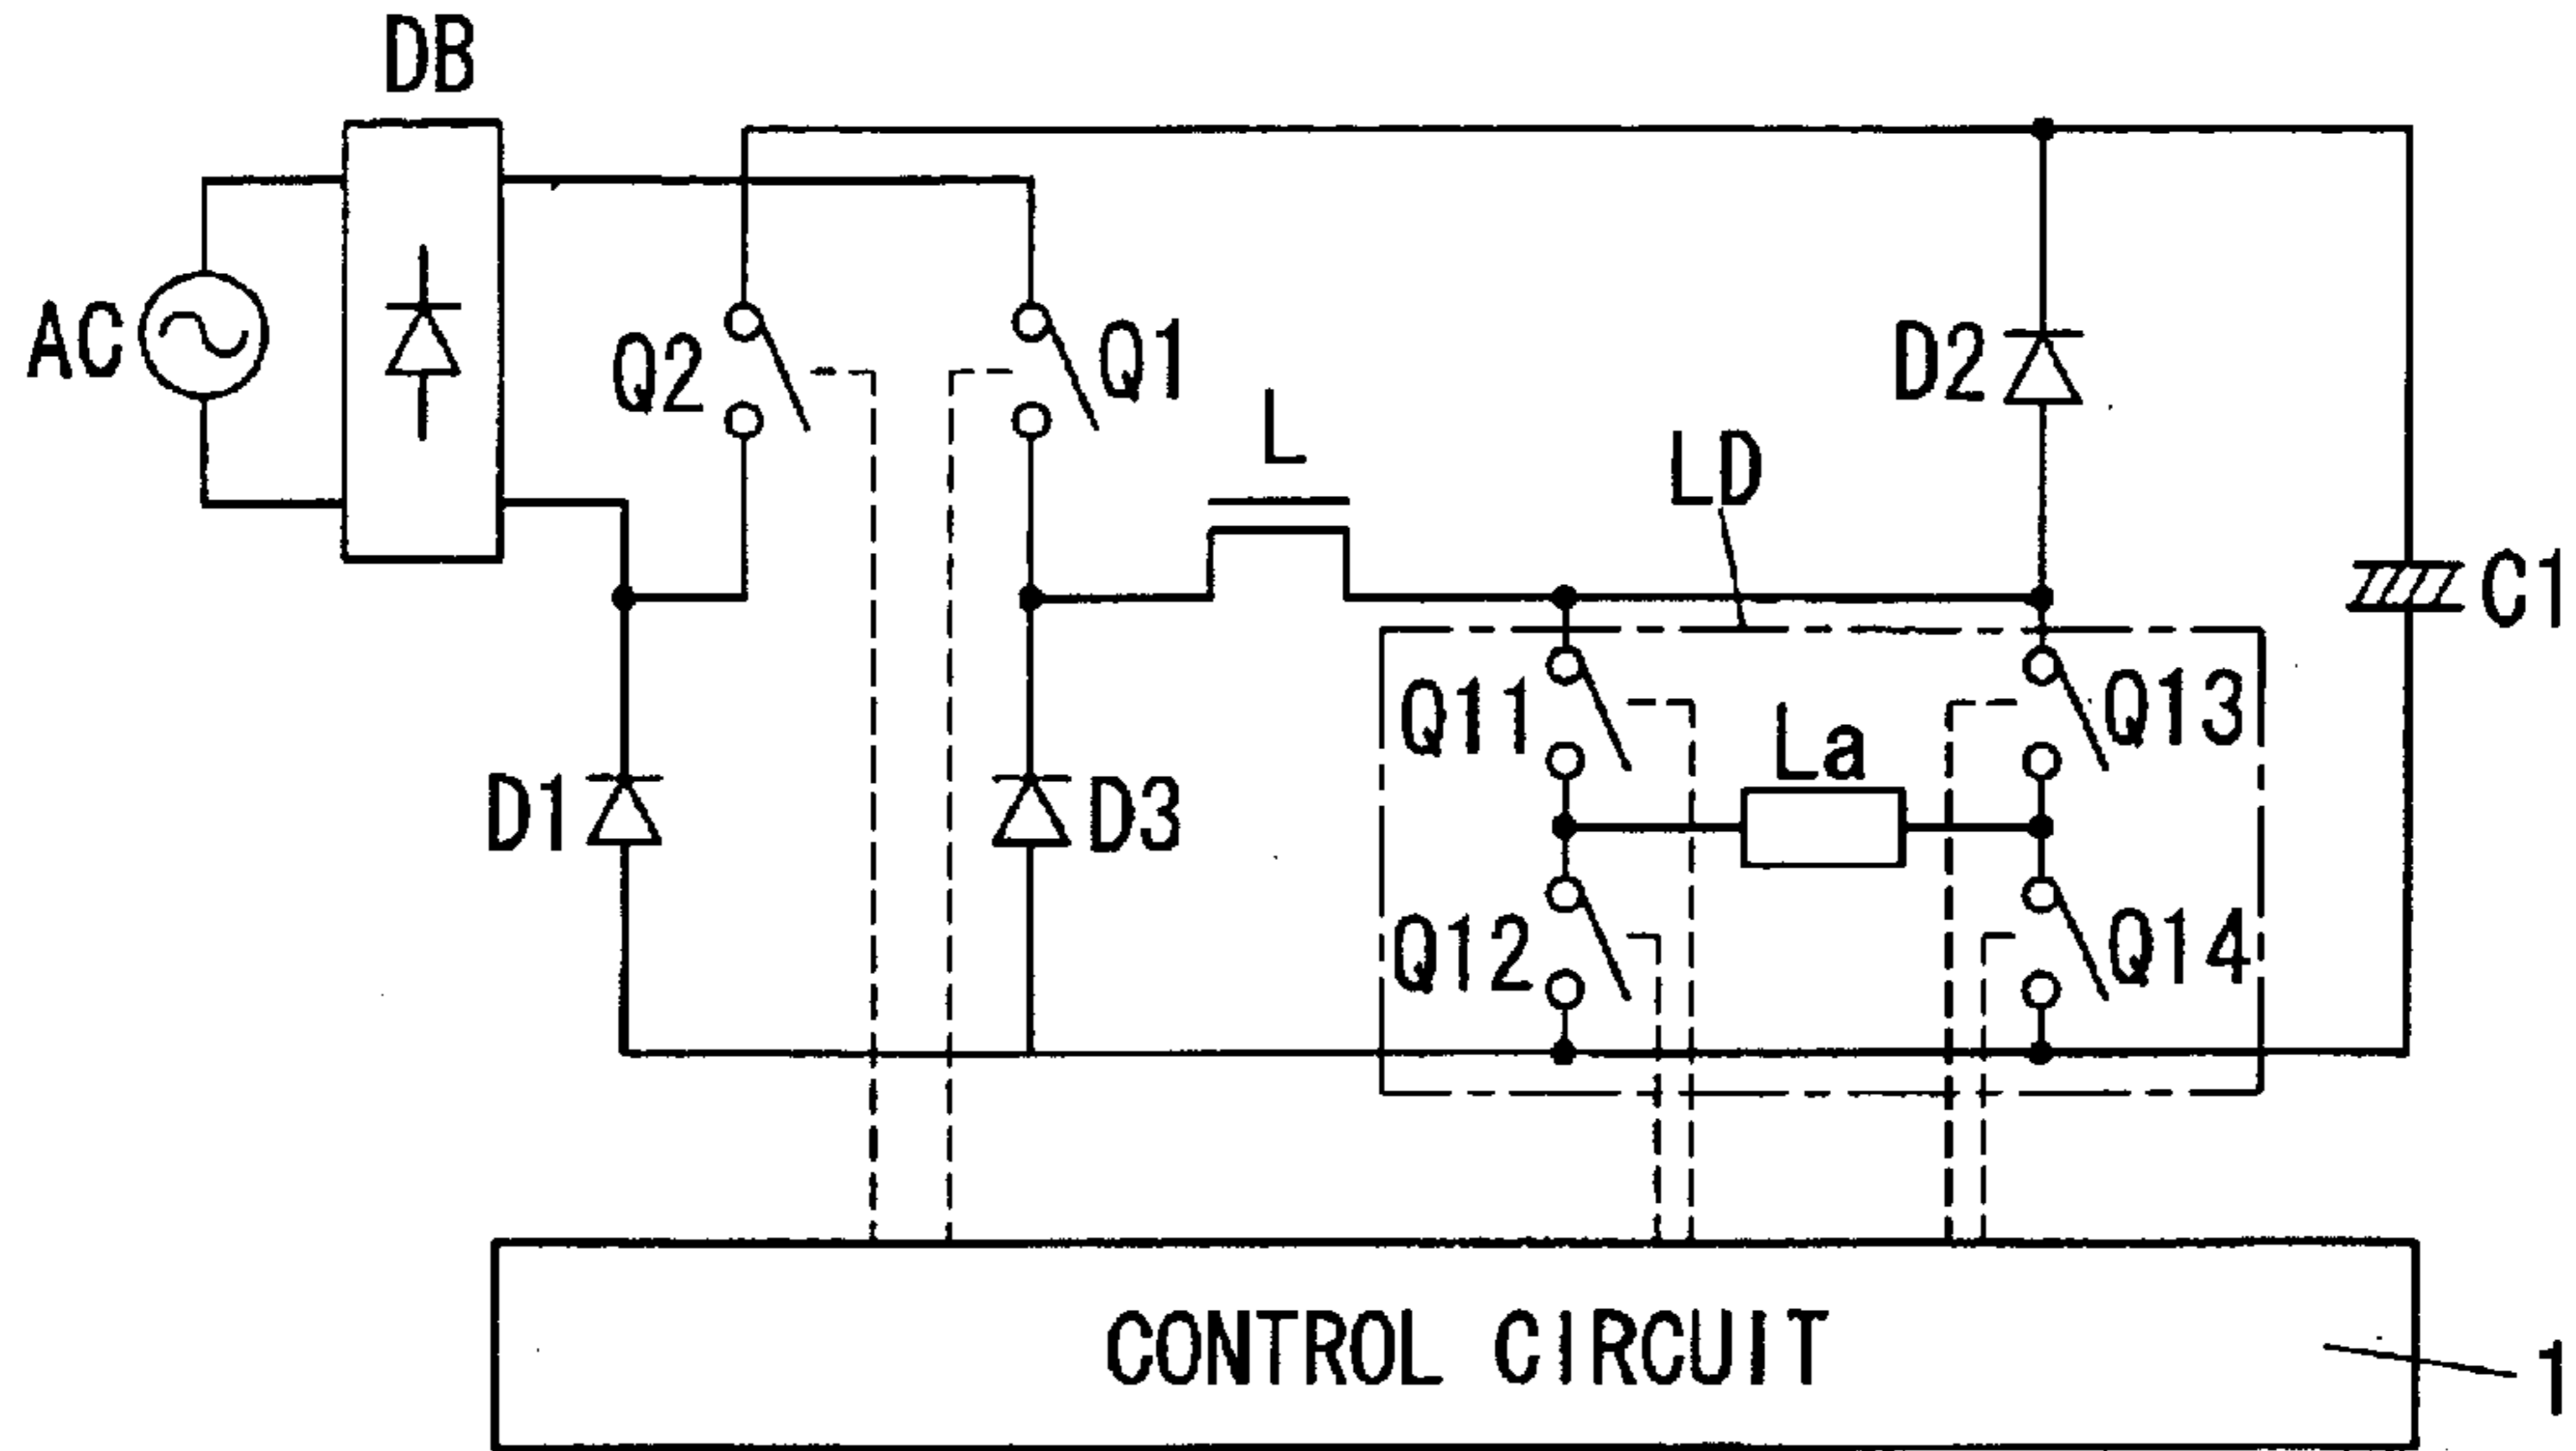 DB
AC
Q2
Q1
D2
L
LD
C1
Q11
La
Q13
D1
D3
Q12
Q14
CONTROL CIRCUIT
1